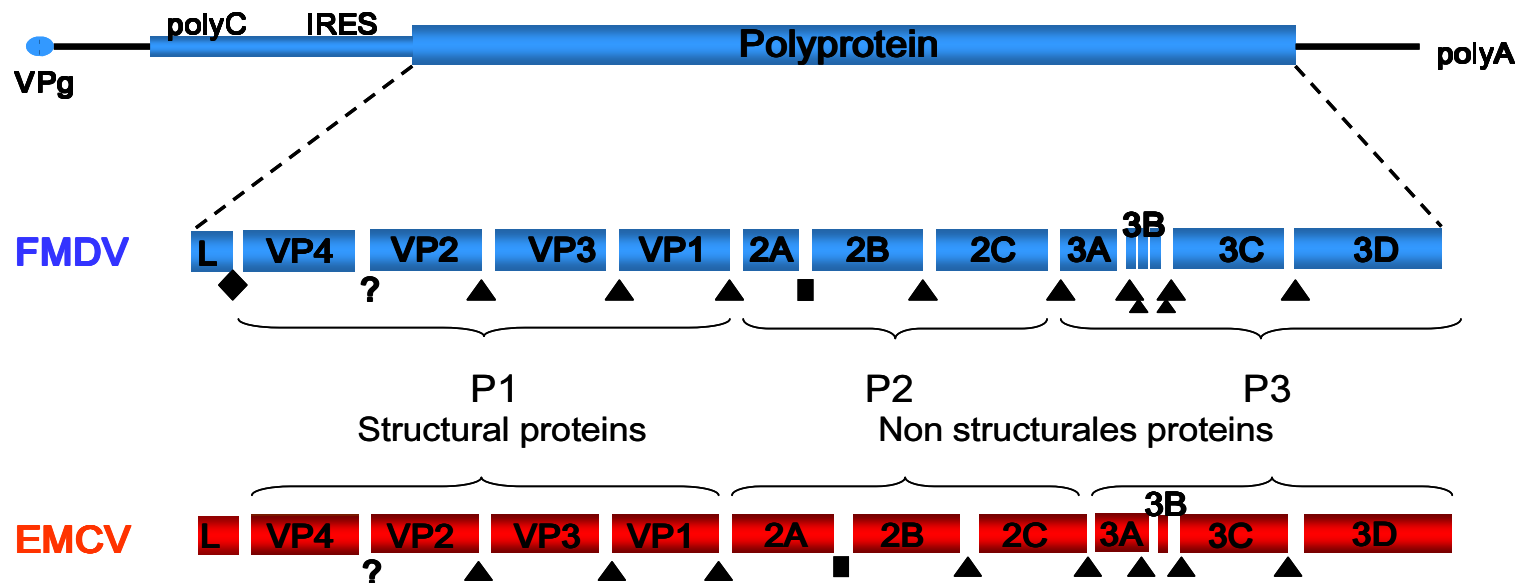 polyC IRES
Polyprotein
VPg
polyA
3B
FMDV L VP4 VP2 VP3 VP1 2A 2B 2C 3A 3C 3D
?
P1 P2 P3
Structural proteins Non structurales proteins
3B
EMCV L VP4 VP2 VP3 VP1 2A 2B 2C 3A 3C 3D
?